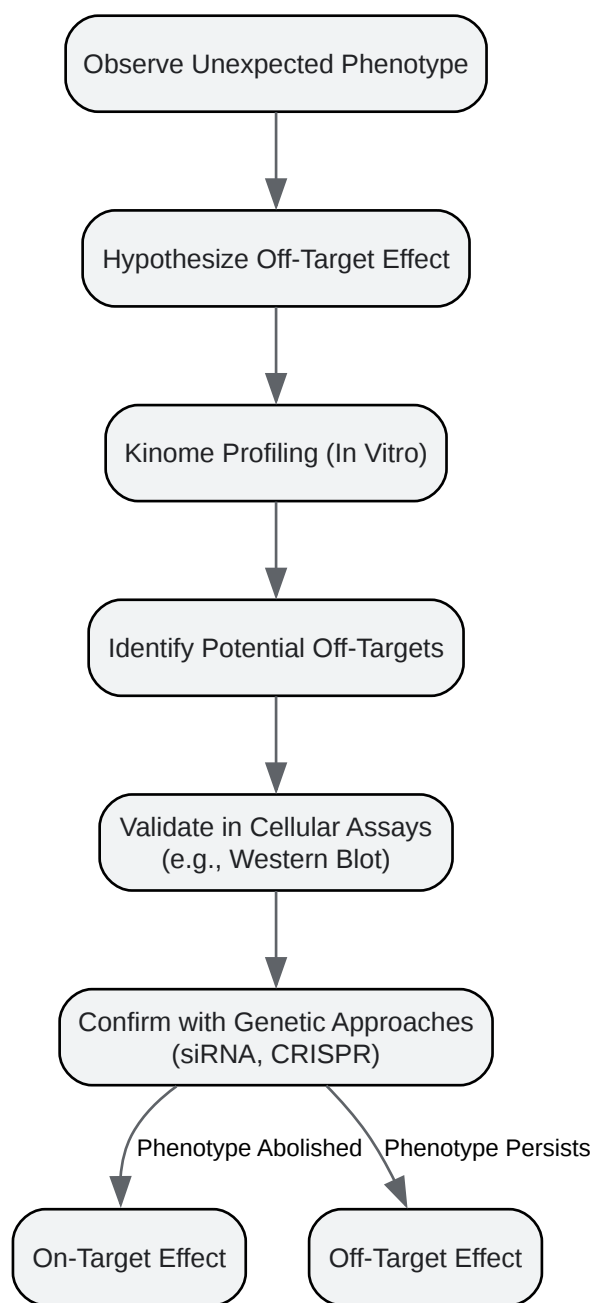 Observe Unexpected Phenotype
Hypothesize Off-Target Effect
Kinome Profiling (In Vitro)
Identify Potential Off-Targets
Validate in Cellular Assays
(e.g., Western Blot)
Confirm with Genetic Approaches
(siRNA, CRISPR)
Phenotype Abolished
Phenotype Persists
On-Target Effect
Off-Target Effect